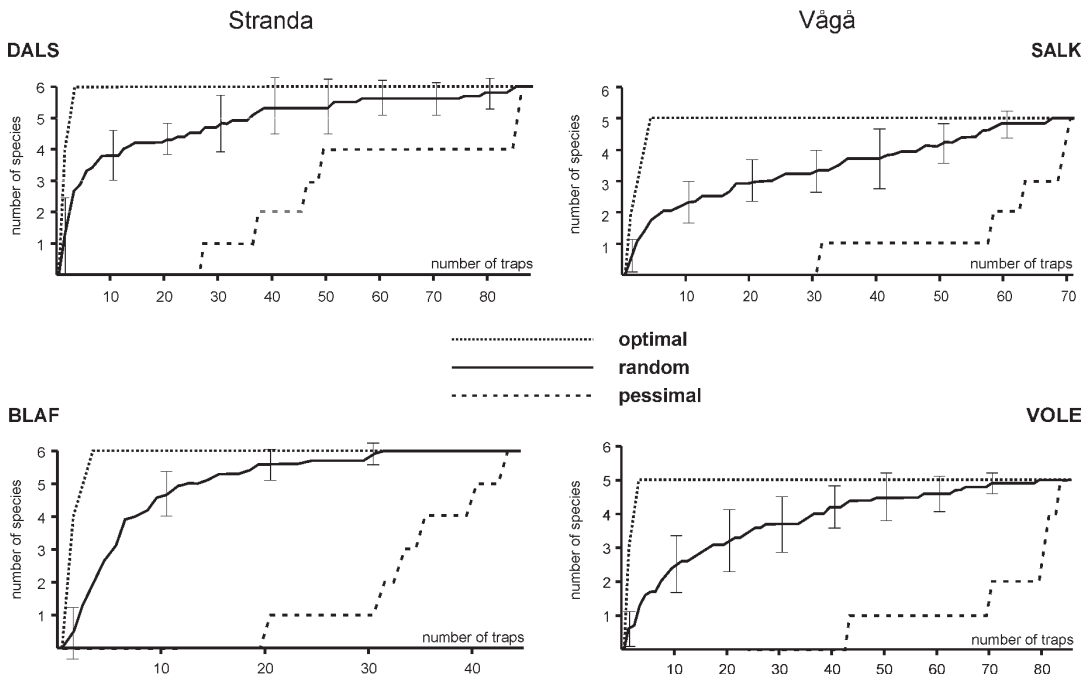 Stranda
Vågå
DALS
SALK
number of species
6
5
4
3
2
1
number of traps
10 20 30 40 50 60 70 80
number of species
6
5
4
3
2
1
number of traps
10 20 30 40 50 60 70
optimal
random
pessimal
BLAF
VOLE
number of species
6
5
4
3
2
1
number of traps
10 20 30 40
number of species
6
5
4
3
2
1
number of traps
10 20 30 40 50 60 70 80